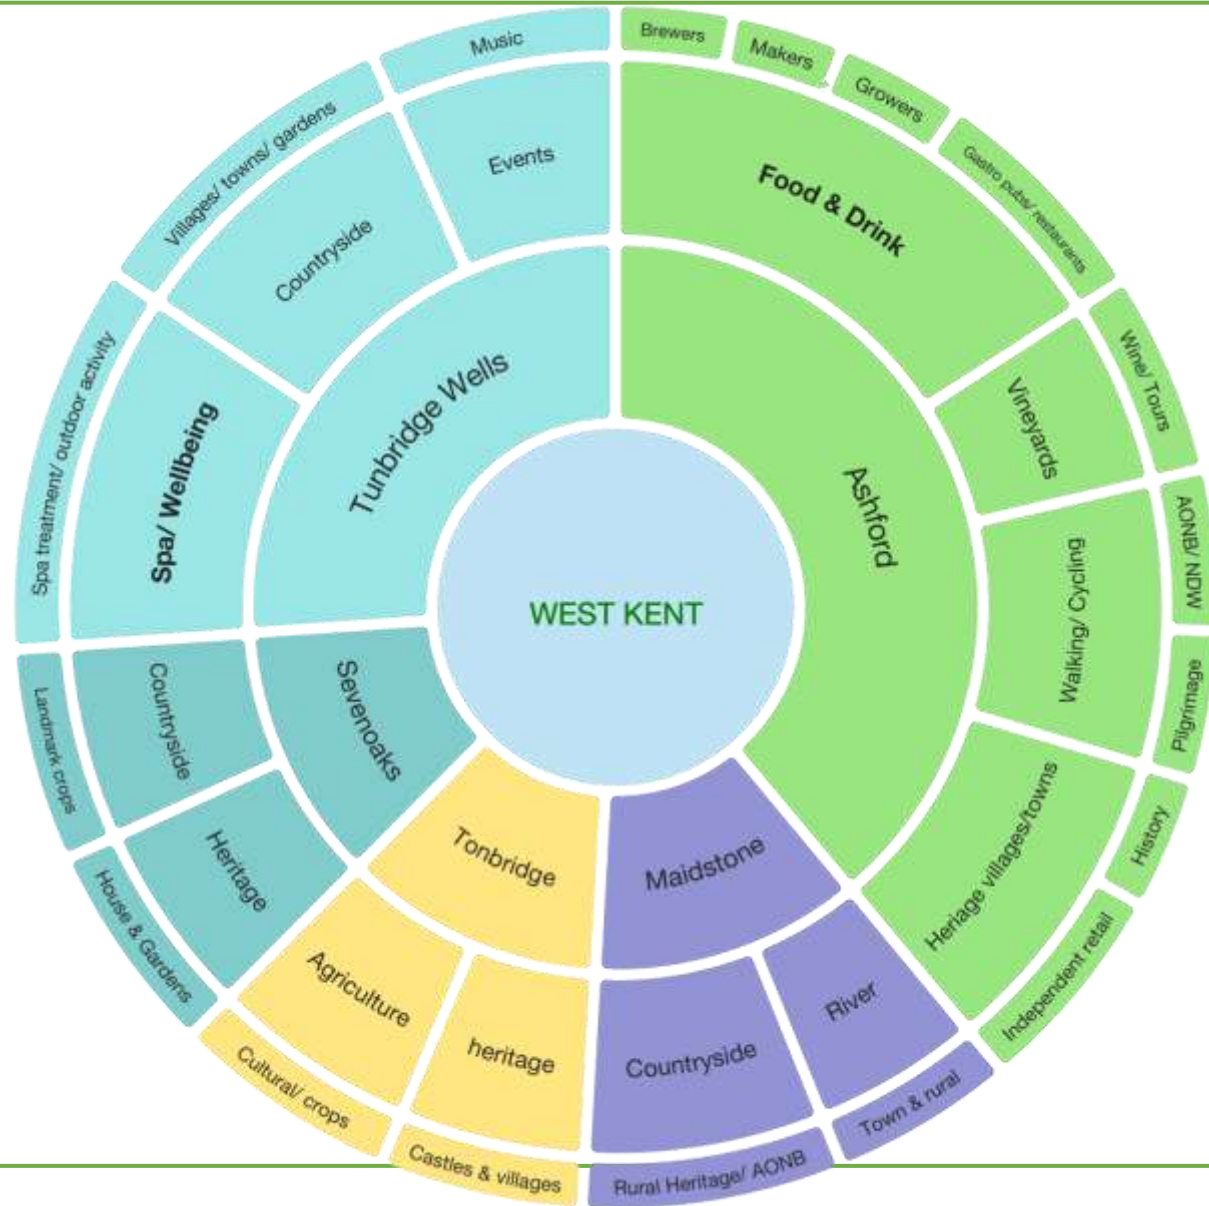 WEST KENT
Ashford
Food & Drink
Brewers
Makers
Growers
Gastro pubs/ restaurants
Vineyards
Wine/ Tours
Walking/ Cycling
AONB/ NDW
Pilgrimage
Heriage villages/towns
History
Independent retail
Maidstone
River
Town & rural
Countryside
Rural Heritage/ AONB
Tonbridge
heritage
Castles & villages
Agriculture
Cultural/ crops
Sevenoaks
Heritage
House & Gardens
Countryside
Landmark crops
Tunbridge Wells
Spa/ Wellbeing
Spa treatment/ outdoor activity
Countryside
Villages/ towns/ gardens
Events
Music